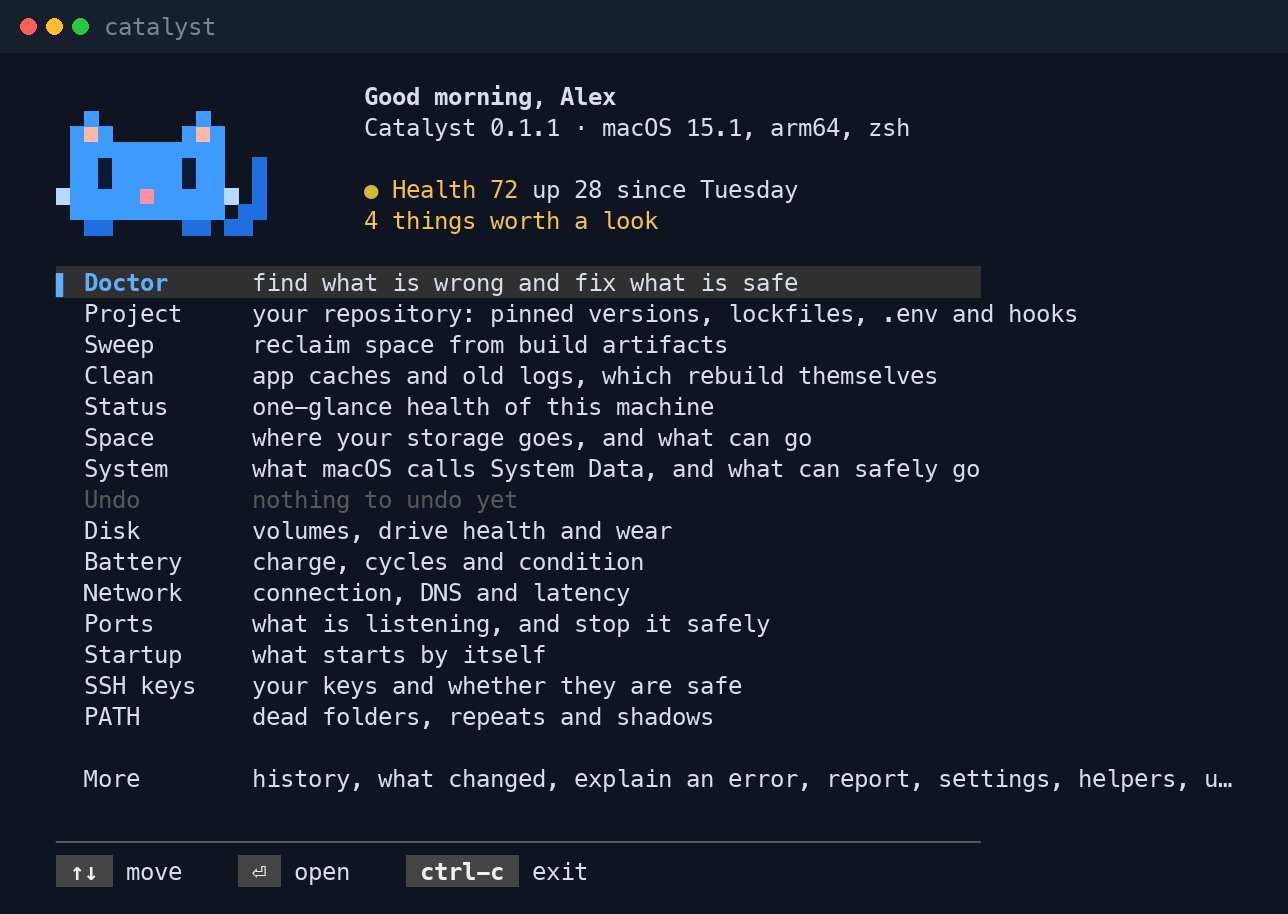 catalyst
Good morning, Alex
Catalyst 0.1.1 · macOS 15.1, arm64, zsh
● Health 72 up 28 since Tuesday
4 things worth a look
Doctor find what is wrong and fix what is safe
Project your repository: pinned versions, lockfiles, .env and hooks
Sweep reclaim space from build artifacts
Clean app caches and old logs, which rebuild themselves
Status one–glance health of this machine
Space where your storage goes, and what can go
System what macOS calls System Data, and what can safely go
Undo nothing to undo yet
Disk volumes, drive health and wear
Battery charge, cycles and condition
Network connection, DNS and latency
Ports what is listening, and stop it safely
Startup what starts by itself
SSH keys your keys and whether they are safe
PATH dead folders, repeats and shadows
More history, what changed, explain an error, report, settings, helpers, u…
↑↓ move ⏎ open ctrl–c exit